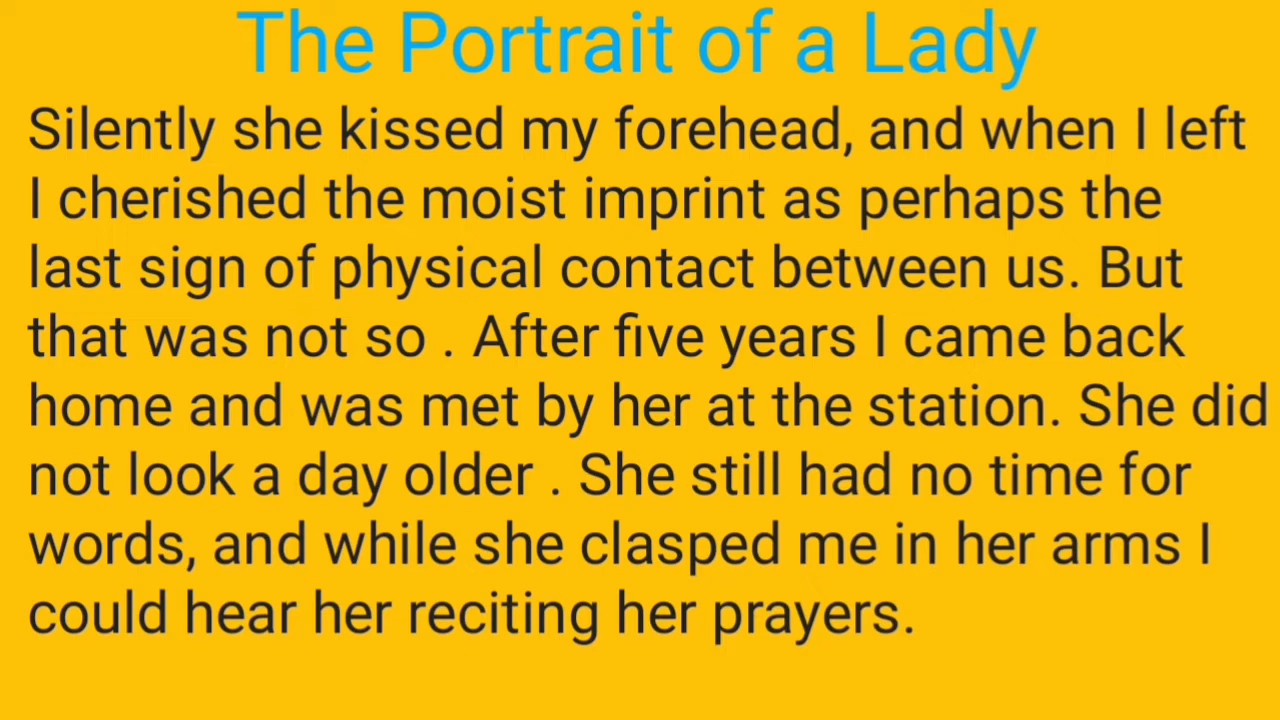 The Portrait of a Lady
Silently she kissed my forehead, and when I left
I cherished the moist imprint as perhaps the
last sign of physical contact between us. But
that was not so . After five years I came back
home and was met by her at the station. She did
not look a day older . She still had no time for
words, and while she clasped me in her arms I
could hear her reciting her prayers.